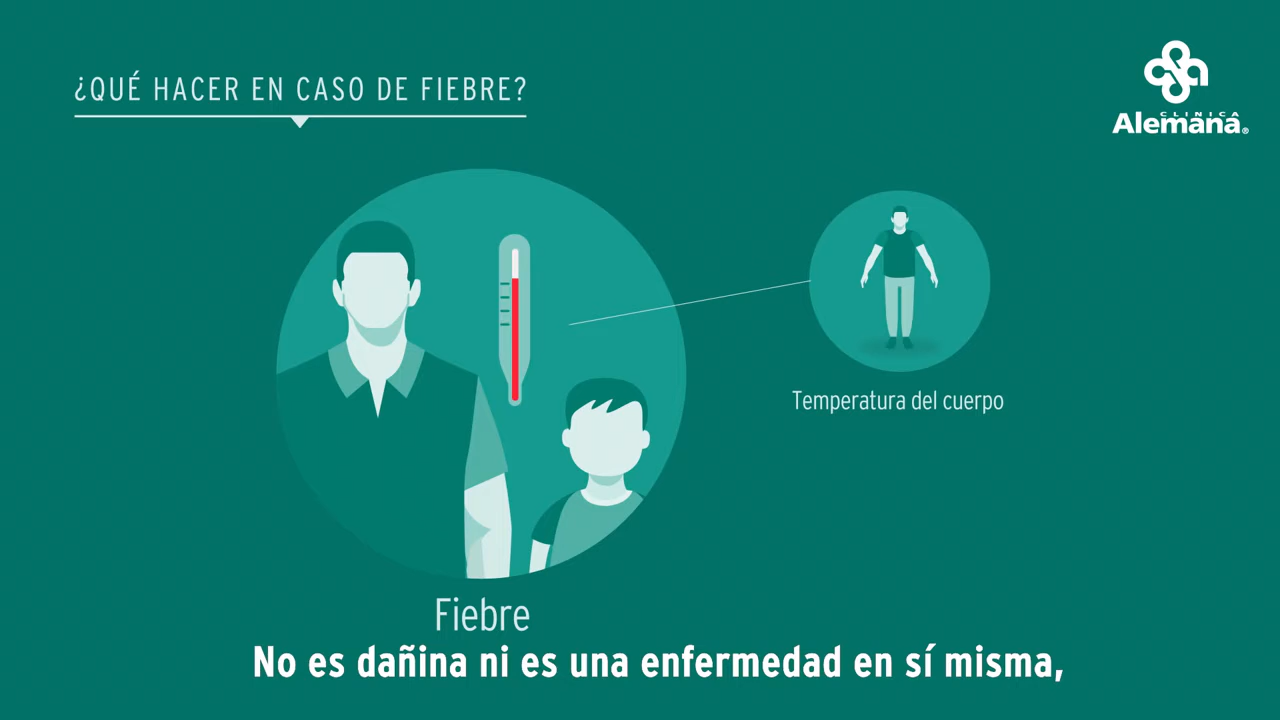 ¿QUÉ HACER EN CASO DE FIEBRE?
CLINICA
Alemana®
Temperatura del cuerpo
Fiebre
No es dañina ni es una enfermedad en sí misma,